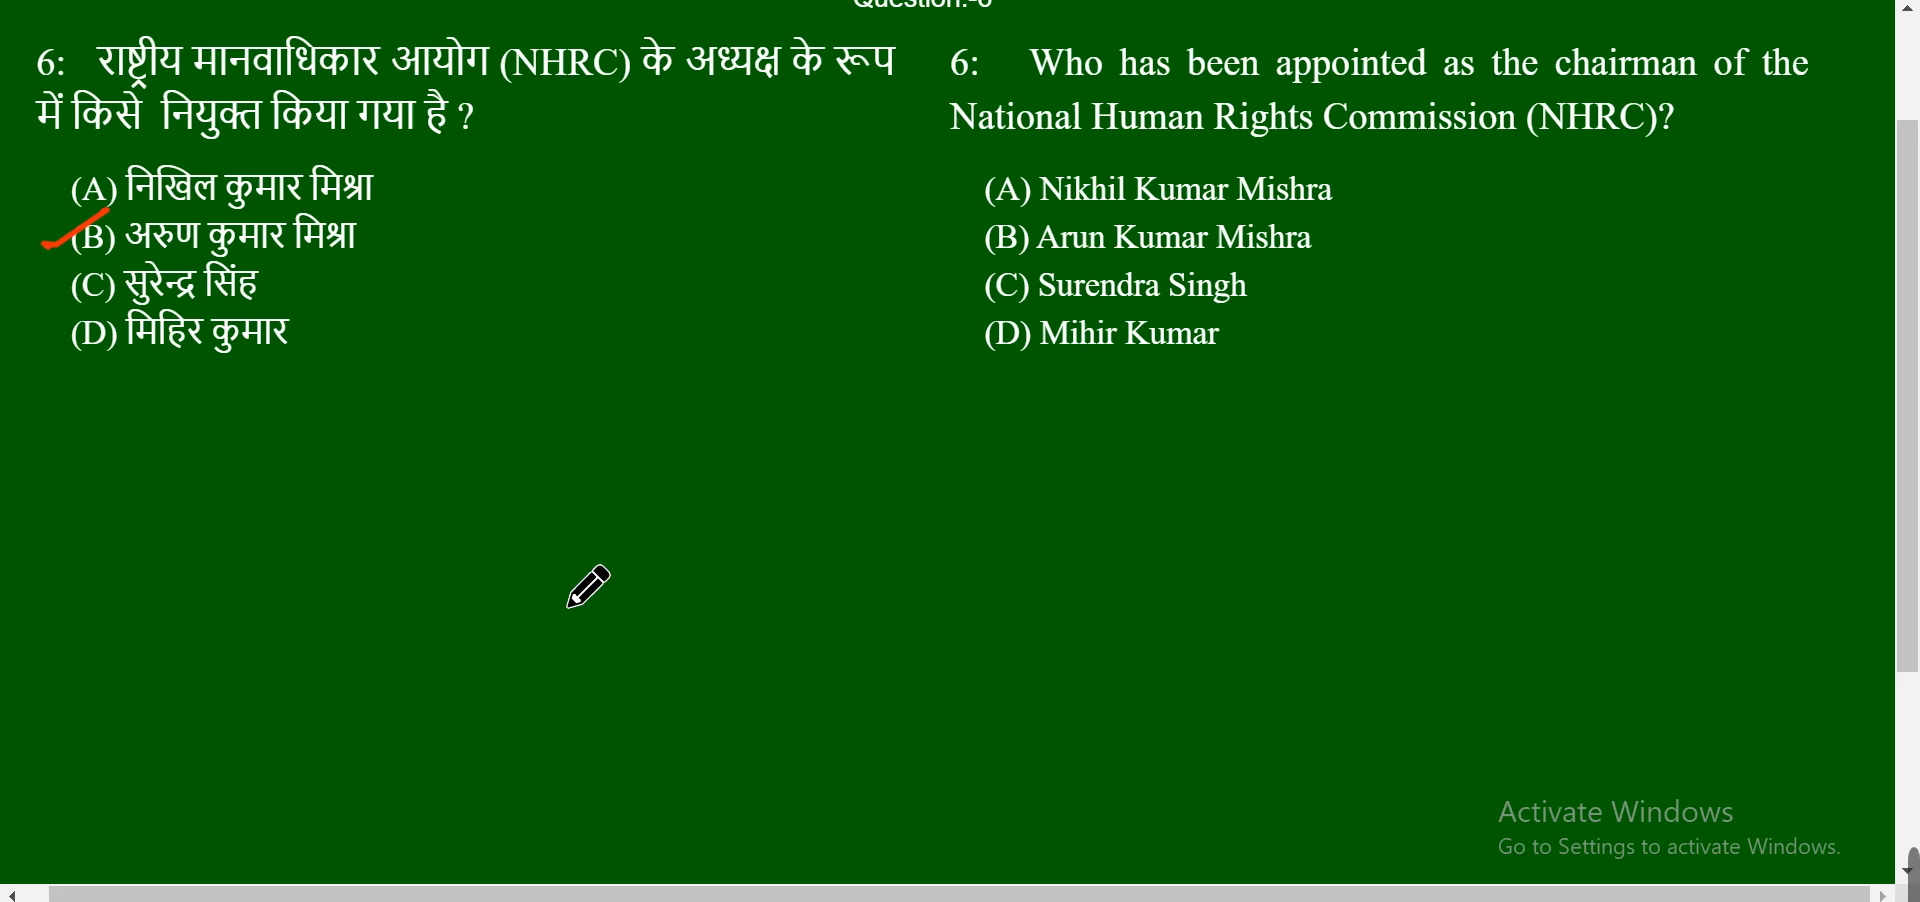 Question:-6
6: राष्ट्रीय मानवाधिकार आयोग (NHRC) के अध्यक्ष के रूप
में किसे नियुक्त किया गया है ?
(A) निखिल कुमार मिश्रा
(B) अरुण कुमार मिश्रा
(C) सुरेन्द्र सिंह
(D) मिहिर कुमार
6: Who has been appointed as the chairman of the
National Human Rights Commission (NHRC)?
(A) Nikhil Kumar Mishra
(B) Arun Kumar Mishra
(C) Surendra Singh
(D) Mihir Kumar
Activate Windows
Go to Settings to activate Windows.